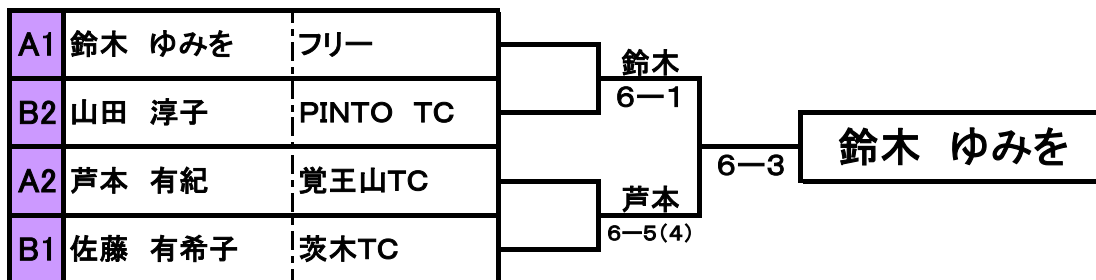 A1 鈴木 ゆみを フリー
鈴木
6-1
B2 山田 淳子 PINTO TC
鈴木 ゆみを
6-3
A2 芦本 有紀 覚王山TC
芦本
6-5(4)
B1 佐藤 有希子 茨木TC